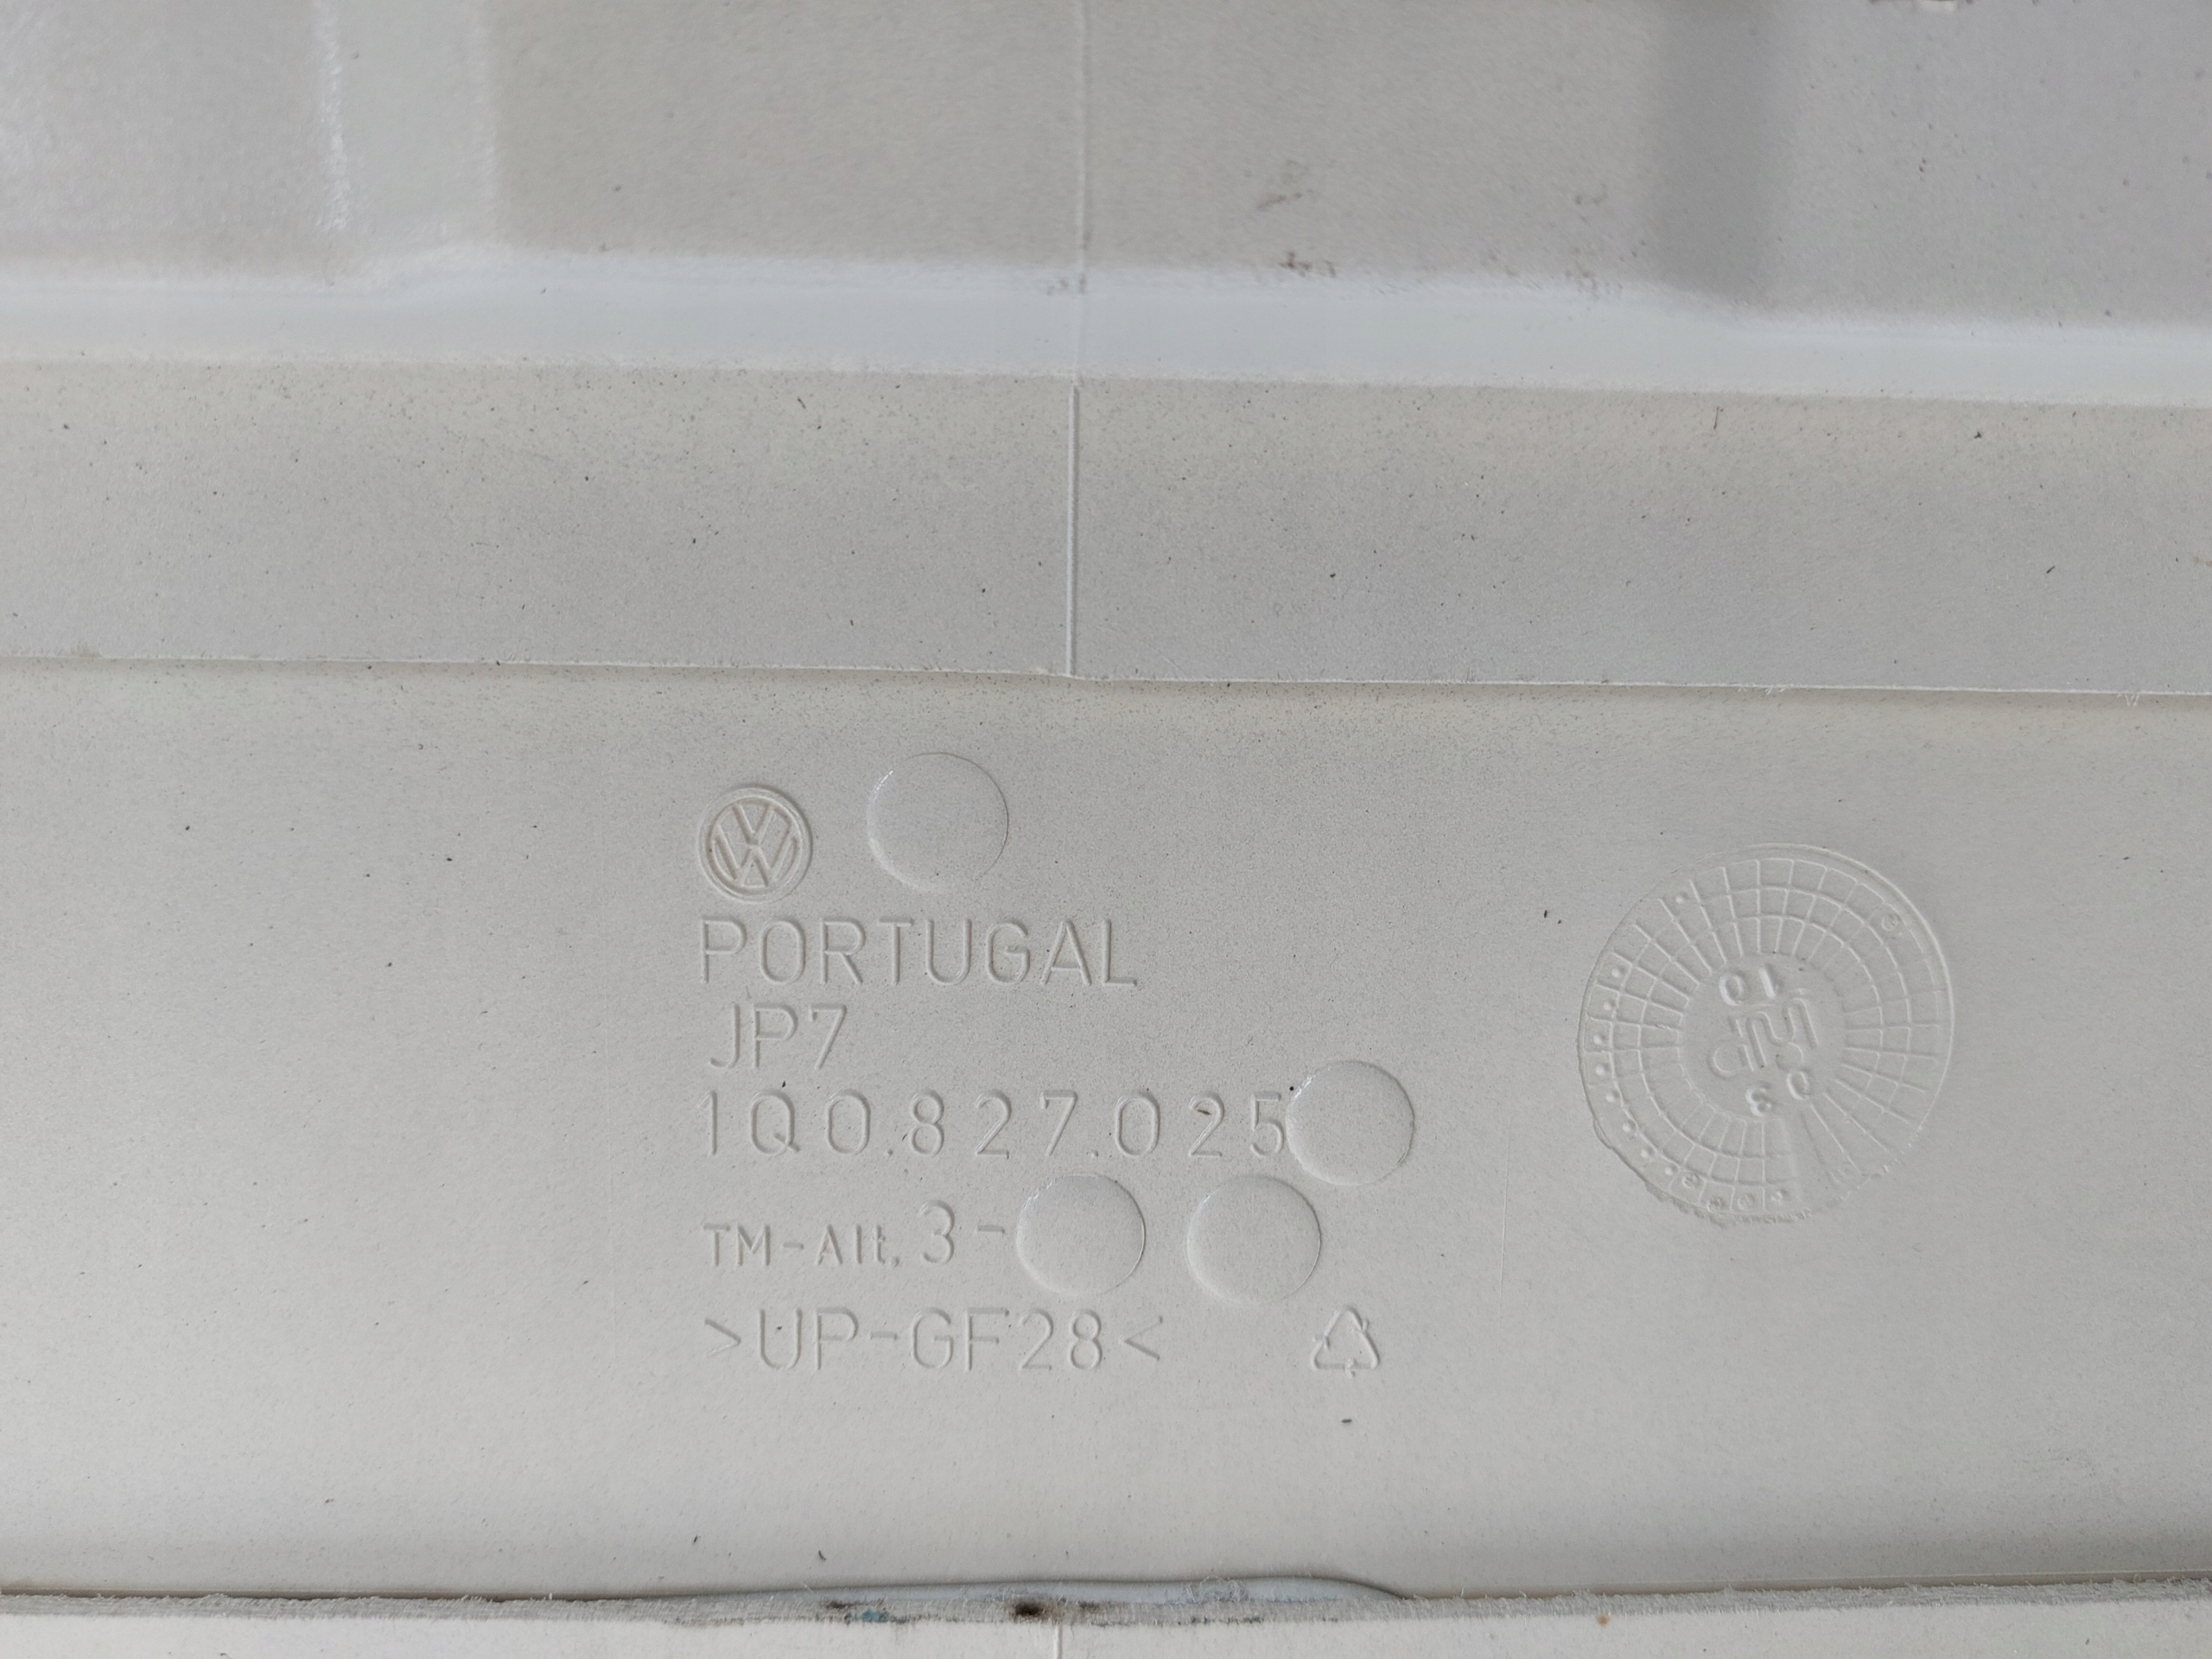 PORTUGAL
JP7
1Q0.827.025
TM-Alt. 3-
>UP-GF28<